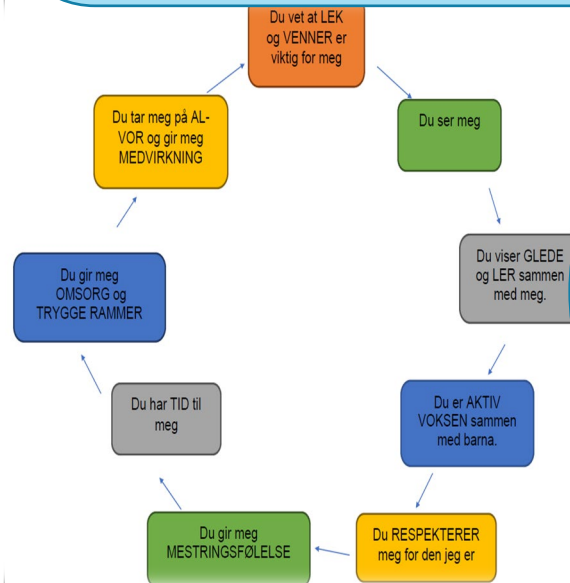 Du vet at LEK
og VENNER er
viktig for meg
Du ser meg
Du viser GLEDE
og LER sammen
med meg.
Du er AKTIV
VOKSEN sammen
med barna.
Du RESPEKTERER
meg for den jeg er
Du gir meg
MESTRINGSFØLELSE
Du har TID til
meg
Du gir meg
OMSORG og
TRYGGE RAMMER
Du tar meg på AL-
VOR og gir meg
MEDVIRKNING